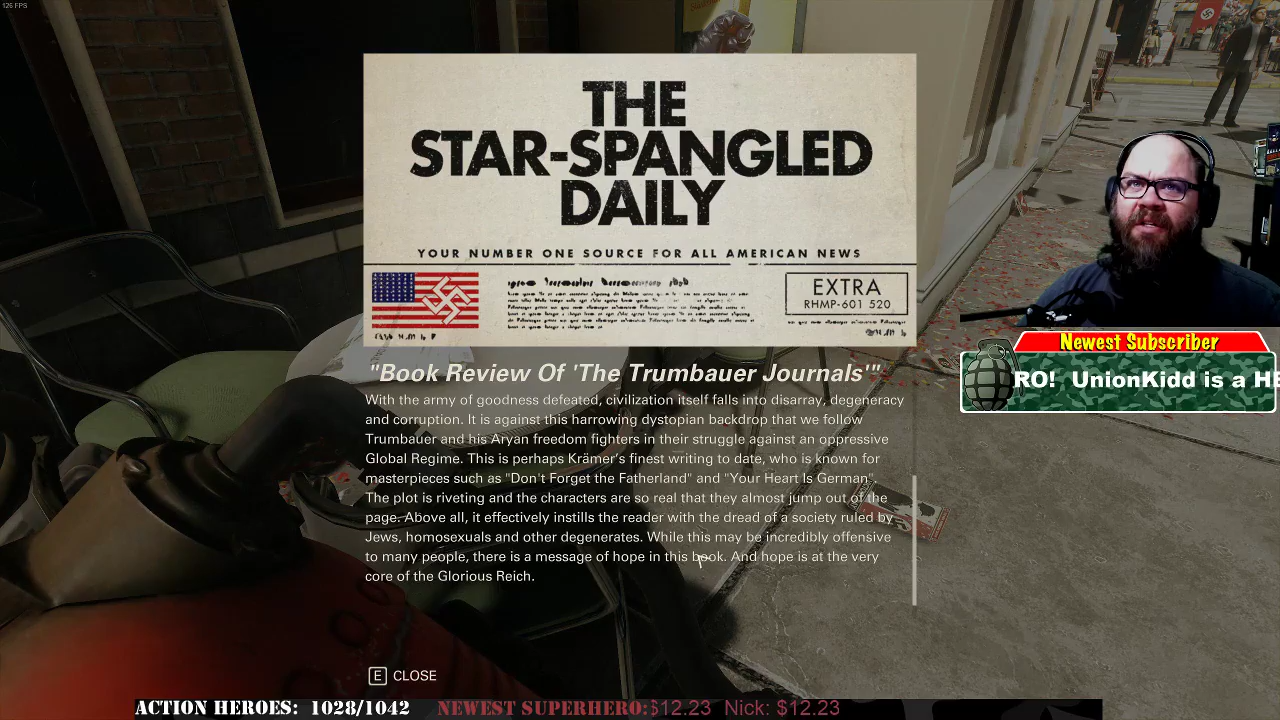 126 FPS
THE
STAR-SPANGLED
DAILY
YOUR NUMBER ONE SOURCE FOR ALL AMERICAN NEWS
EXTRA
RHMP-601 520
"Book Review Of 'The Trumbauer Journals'"
With the army of goodness defeated, civilization itself falls into disarray, degeneracy
and corruption. It is against this harrowing dystopian backdrop that we follow
Trumbauer and his Aryan freedom fighters in their struggle against an oppressive
Global Regime. This is perhaps Krämer's finest writing to date, who is known for
masterpieces such as "Don't Forget the Fatherland" and "Your Heart Is German".
The plot is riveting and the characters are so real that they almost jump out of the
page. Above all, it effectively instills the reader with the dread of a society ruled by
Jews, homosexuals and other degenerates. While this may be incredibly offensive
to many people, there is a message of hope in this book. And hope is at the very
core of the Glorious Reich.
E CLOSE
Newest Subscriber
RO! UnionKidd is a HE
ACTION HEROES: 1028/1042 NEWEST SUPERHERO: $12.23 Nick: $12.23